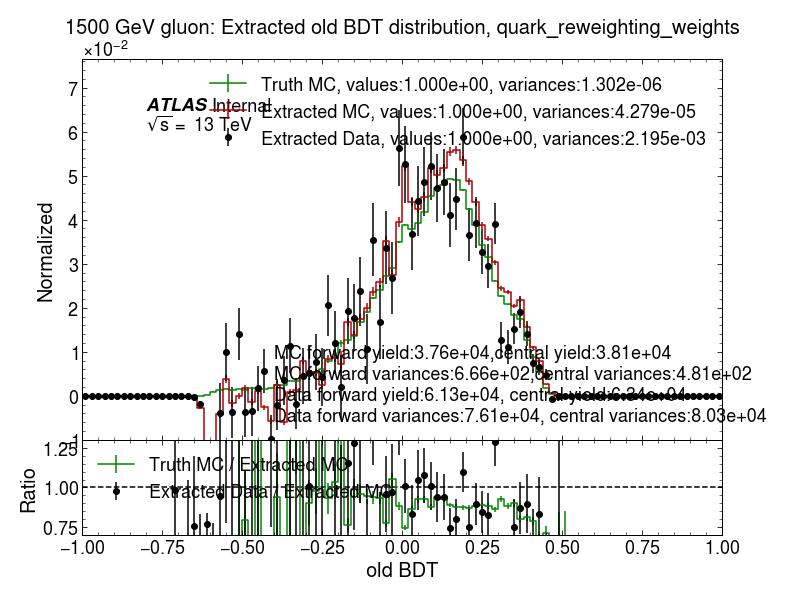 1500 GeV gluon: Extracted old BDT distribution, quark_reweighting_weights
×10⁻²
Truth MC, values:1.000e+00, variances:1.302e-06
ATLAS Internal
Extracted MC, values:1.000e+00, variances:4.279e-05
√s = 13 TeV
Extracted Data, values:1.000e+00, variances:2.195e-03
7
6
5
4
3
2
1
0
−1
Normalized
MC forward yield:3.76e+04,central yield:3.81e+04
MC forward variances:6.66e+02,central variances:4.81e+02
Data forward variances:7.61e+04, central variances:8.03e+04
1.25
1.00
0.75
Ratio
Truth MC / Extracted MC
Extracted Data / Extracted MC
−1.00 −0.75 −0.50 −0.25 0.00 0.25 0.50 0.75 1.00
old BDT